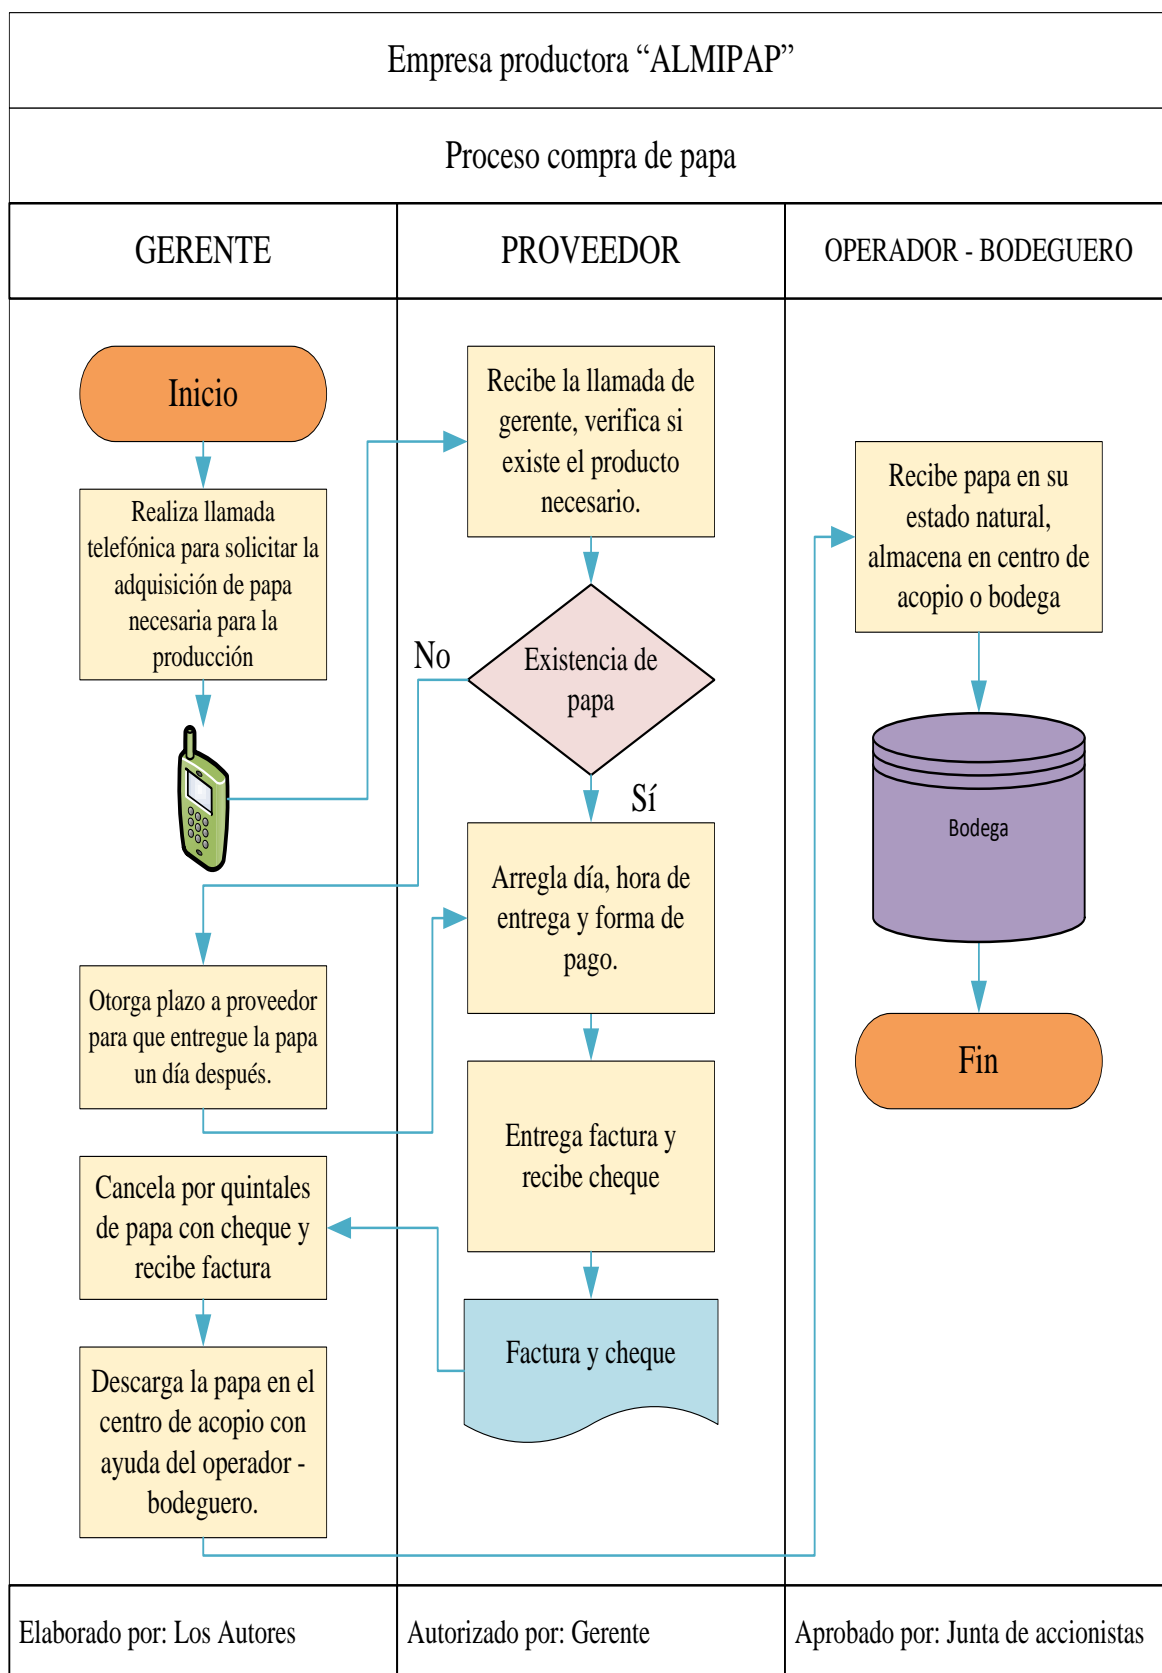 Empresa productora “ALMIPAP”
Proceso compra de papa
GERENTE
PROVEEDOR
OPERADOR - BODEGUERO
Inicio
Realiza llamada
telefónica para solicitar la
adquisición de papa
necesaria para la
producción
Recibe la llamada de
gerente, verifica si
existe el producto
necesario.
Existencia de
papa
No
Sí
Otorga plazo a proveedor
para que entregue la papa
un día después.
Arregla día, hora de
entrega y forma de
pago.
Entrega factura y
recibe cheque
Factura y cheque
Cancela por quintales
de papa con cheque y
recibe factura
Descarga la papa en el
centro de acopio con
ayuda del operador -
bodeguero.
Recibe papa en su
estado natural,
almacena en centro de
acopio o bodega
Bodega
Fin
Elaborado por: Los Autores
Autorizado por: Gerente
Aprobado por: Junta de accionistas